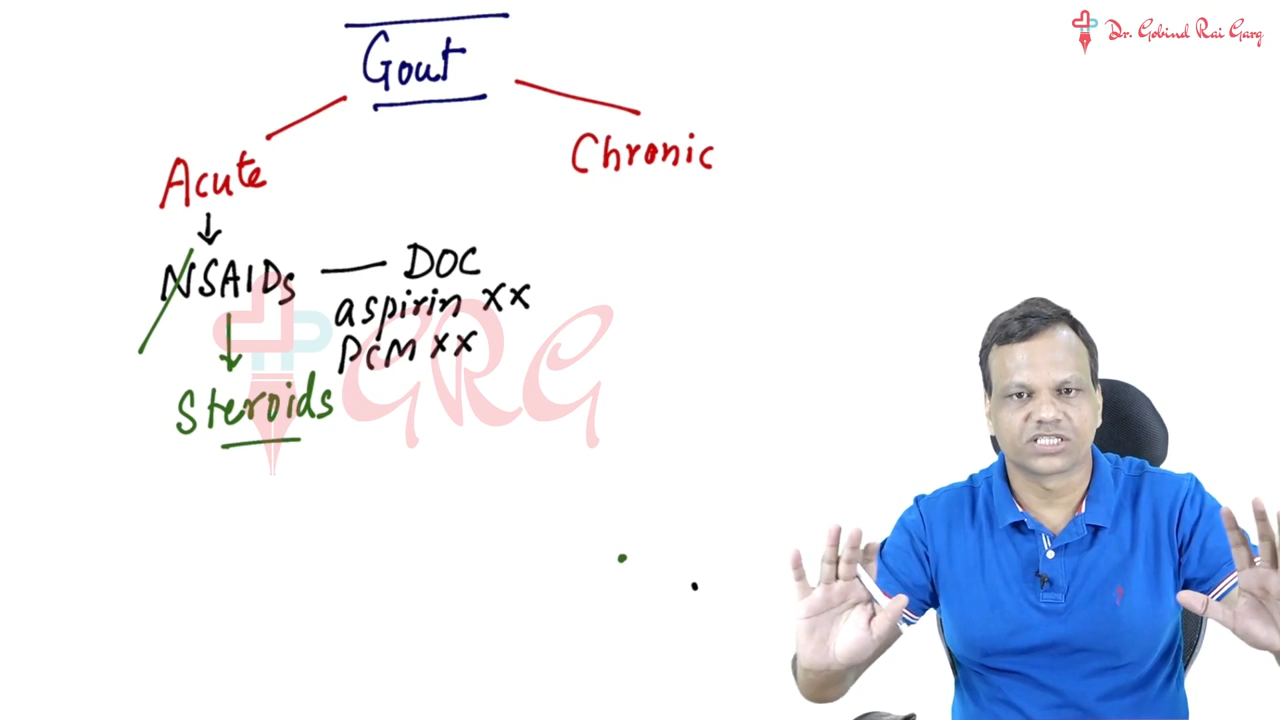 Dr. Gobind Rai Garg
Gout
Acute
Chronic
NSAIDs — DOC
aspirin xx
PCM xx
Steroids
GRG